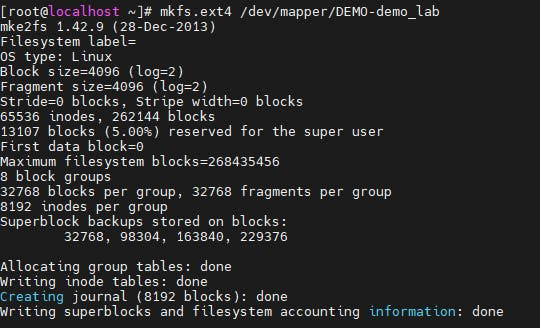 [root@localhost ~]# mkfs.ext4 /dev/mapper/DEMO-demo_lab
mke2fs 1.42.9 (28-Dec-2013)
Filesystem label=
OS type: Linux
Block size=4096 (log=2)
Fragment size=4096 (log=2)
Stride=0 blocks, Stripe width=0 blocks
65536 inodes, 262144 blocks
13107 blocks (5.00%) reserved for the super user
First data block=0
Maximum filesystem blocks=268435456
8 block groups
32768 blocks per group, 32768 fragments per group
8192 inodes per group
Superblock backups stored on blocks:
        32768, 98304, 163840, 229376
Allocating group tables: done
Writing inode tables: done
Creating journal (8192 blocks): done
Writing superblocks and filesystem accounting information: done